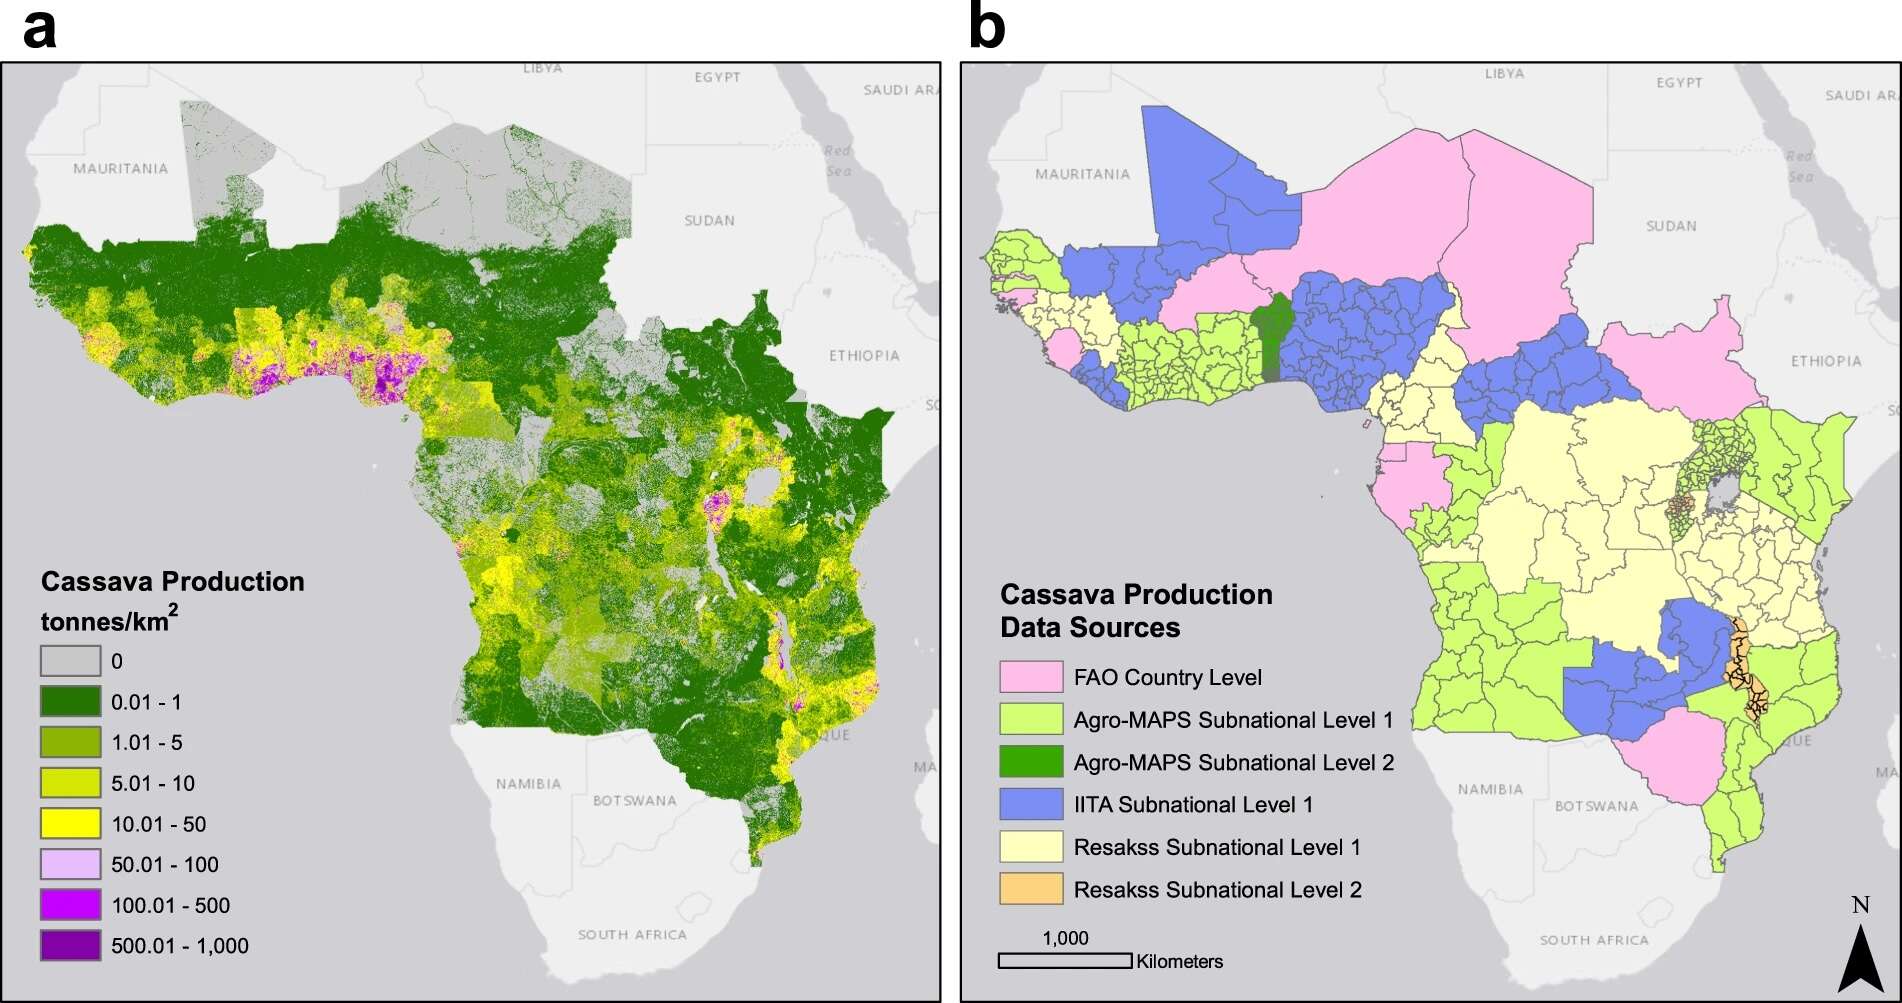 a
LIBYA
EGYPT
SAUDI ARA
MAURITANIA
Red
Sea
SUDAN
ETHIOPIA
SO
Cassava Production
tonnes/km2
0
0.01 - 1
1.01 - 5
5.01 - 10
10.01 - 50
50.01 - 100
100.01 - 500
500.01 - 1,000
QUE
MA
NAMIBIA
BOTSWANA
SOUTH AFRICA
b
LIBYA
EGYPT
SAUDI AR
MAURITANIA
Red
Sea
SUDAN
ETHIOPIA
SO
Cassava Production
Data Sources
FAO Country Level
Agro-MAPS Subnational Level 1
Agro-MAPS Subnational Level 2
IITA Subnational Level 1
Resakss Subnational Level 1
Resakss Subnational Level 2
1,000
Kilometers
QUE
MA
NAMIBIA
BOTSWANA
SOUTH AFRICA
N